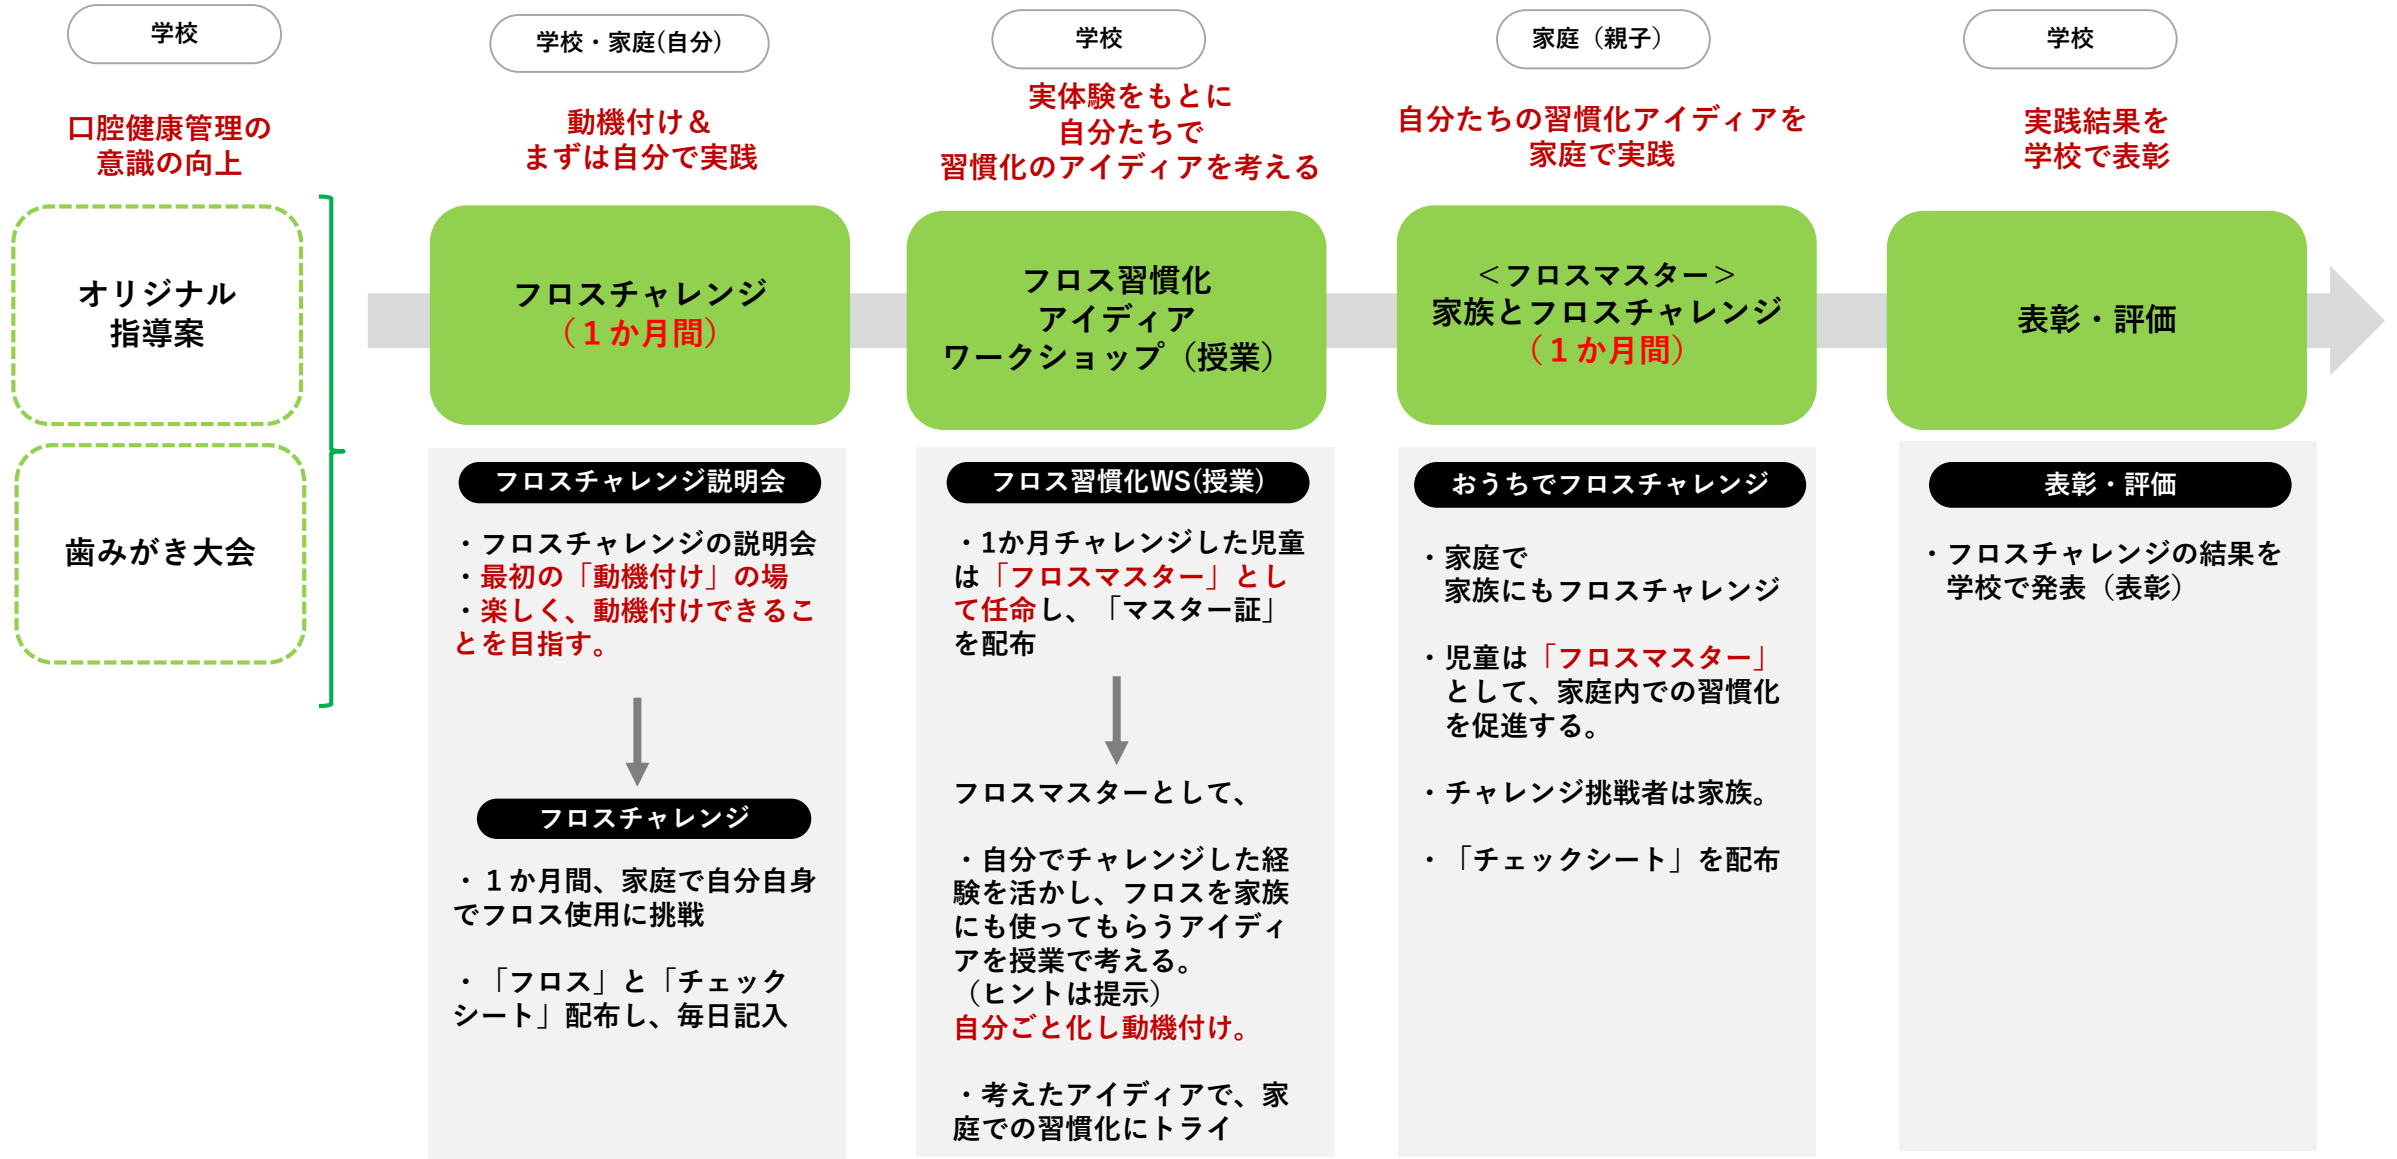 学校
口腔健康管理の
意識の向上
オリジナル
指導案
歯みがき大会
学校・家庭(自分)
動機付け＆
まずは自分で実践
フロスチャレンジ
（１か月間）
フロスチャレンジ説明会
・フロスチャレンジの説明会
・最初の「動機付け」の場
・楽しく、動機付けできるこ
とを目指す。
フロスチャレンジ
・１か月間、家庭で自分自身
でフロス使用に挑戦
・「フロス」と「チェック
シート」配布し、毎日記入
学校
実体験をもとに
自分たちで
習慣化のアイディアを考える
フロス習慣化
アイディア
ワークショップ（授業）
フロス習慣化WS(授業)
・1か月チャレンジした児童
は「フロスマスター」とし
て任命し、「マスター証」
を配布
フロスマスターとして、
・自分でチャレンジした経
験を活かし、フロスを家族
にも使ってもらうアイディ
アを授業で考える。
（ヒントは提示）
自分ごと化し動機付け。
・考えたアイディアで、家
庭での習慣化にトライ
家庭（親子）
自分たちの習慣化アイディアを
家庭で実践
＜フロスマスター＞
家族とフロスチャレンジ
（１か月間）
おうちでフロスチャレンジ
・家庭で
家族にもフロスチャレンジ
・児童は「フロスマスター」
として、家庭内での習慣化
を促進する。
・チャレンジ挑戦者は家族。
・「チェックシート」を配布
学校
実践結果を
学校で表彰
表彰・評価
表彰・評価
・フロスチャレンジの結果を
学校で発表（表彰）